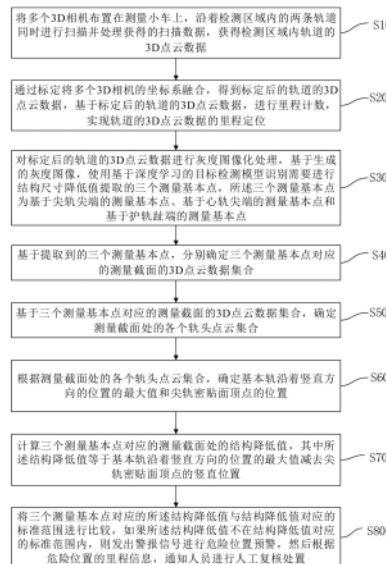 将多个3D相机布置在测量小车上，沿着检测区域内的两条轨道
同时进行扫描并处理获得的扫描数据，获得检测区域内轨道的
3D点云数据
S10
通过标定将多个3D相机的坐标系融合，得到标定后的轨道的3D
点云数据，基于标定后的轨道的3D点云数据，进行里程计数，
实现轨道的3D点云数据的里程定位
S20
对标定后的轨道的3D点云数据进行灰度图像化处理，基于生成
的灰度图像，使用基于深度学习的目标检测模型识别需要进行
结构尺寸降低值提取的三个测量基本点，所述三个测量基本点
为基于尖轨尖端的测量基本点、基于心轨尖端的测量基本点和
基于护轨趾端的测量基本点
S30
基于提取到的三个测量基本点，分别确定三个测量基本点对应
的测量截面的3D点云数据集合
S40
基于三个测量基本点对应的测量截面的3D点云数据集合，确定
测量截面处的各个轨头点云集合
S50
根据测量截面处的各个轨头点云集合，确定基本轨沿着竖直方
向的位置的最大值和尖轨密贴面顶点的位置
S60
计算三个测量基本点对应的测量截面处的结构降低值，其中所
述结构降低值等于基本轨沿着竖直方向的位置的最大值减去尖
轨密贴面顶点的竖直位置
S70
将三个测量基本点对应的所述结构降低值与结构降低值对应的
标准范围进行比较，如果所述结构降低值不在结构降低值对应
的标准范围内，则发出警报信号进行危险位置预警，然后根据
危险位置的里程信息，通知人员进行人工复核处置
S80